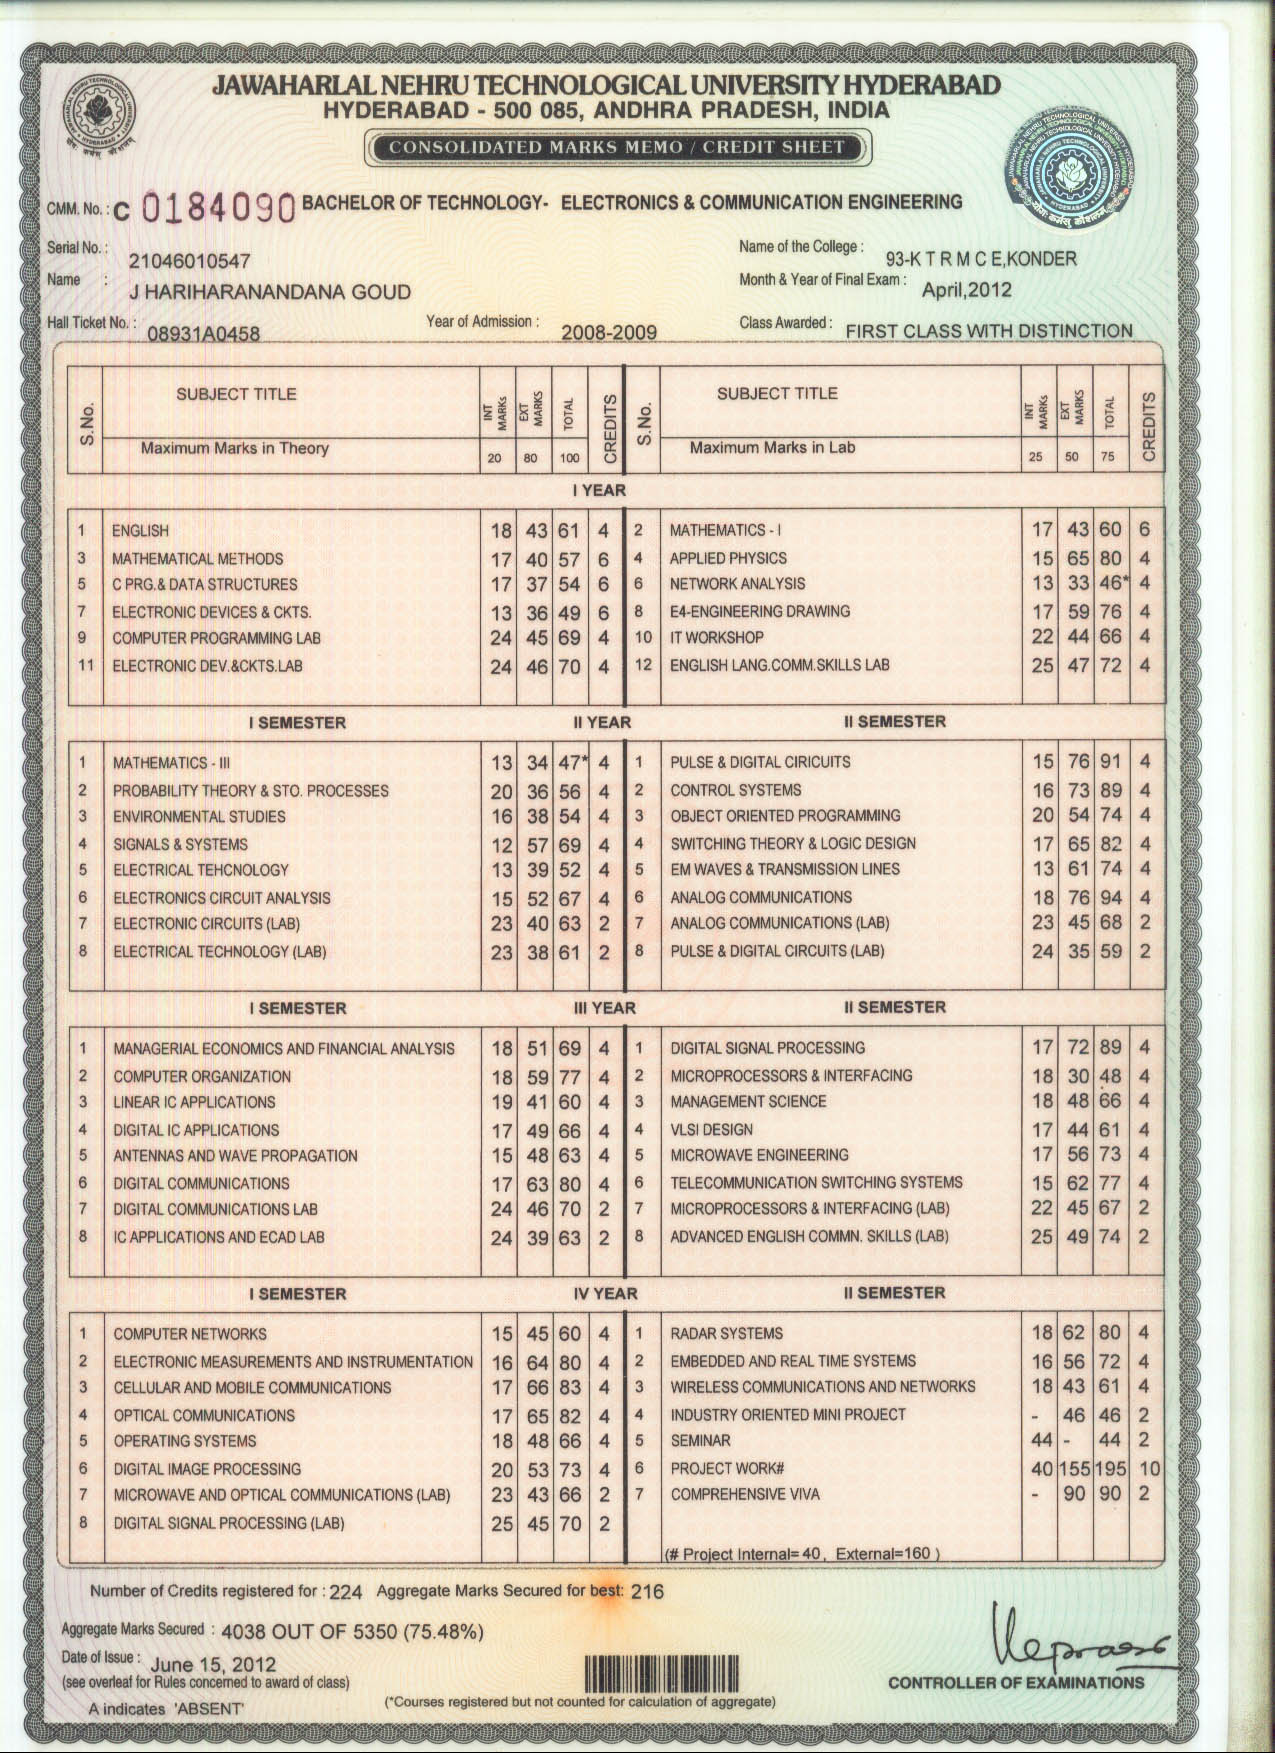 JAWAHARLAL NEHRU TECHNOLOGICAL UNIVERSITY HYDERABAD
HYDERABAD - 500 085, ANDHRA PRADESH, INDIA
CONSOLIDATED MARKS MEMO / CREDIT SHEET
CMM. No. : C 0184090 BACHELOR OF TECHNOLOGY- ELECTRONICS & COMMUNICATION ENGINEERING
Serial No. : 21046010547 Name of the College : 93-K T R M C E,KONDER
Name : J HARIHARANANDANA GOUD Month & Year of Final Exam : April,2012
Hall Ticket No. : 08931A0458 Year of Admission : 2008-2009 Class Awarded : FIRST CLASS WITH DISTINCTION
S.No. SUBJECT TITLE INT MARKs EXT MARKs TOTAL CREDITS S.No. SUBJECT TITLE INT MARKs EXT MARKs TOTAL CREDITS
Maximum Marks in Theory 20 80 100 Maximum Marks in Lab 25 50 75
I YEAR
1 ENGLISH 18 43 61 4 2 MATHEMATICS - I 17 43 60 6
3 MATHEMATICAL METHODS 17 40 57 6 4 APPLIED PHYSICS 15 65 80 4
5 C PRG.& DATA STRUCTURES 17 37 54 6 6 NETWORK ANALYSIS 13 33 46* 4
7 ELECTRONIC DEVICES & CKTS. 13 36 49 6 8 E4-ENGINEERING DRAWING 17 59 76 4
9 COMPUTER PROGRAMMING LAB 24 45 69 4 10 IT WORKSHOP 22 44 66 4
11 ELECTRONIC DEV.&CKTS.LAB 24 46 70 4 12 ENGLISH LANG.COMM.SKILLS LAB 25 47 72 4
I SEMESTER II YEAR II SEMESTER
1 MATHEMATICS - III 13 34 47* 4 1 PULSE & DIGITAL CIRICUITS 15 76 91 4
2 PROBABILITY THEORY & STO. PROCESSES 20 36 56 4 2 CONTROL SYSTEMS 16 73 89 4
3 ENVIRONMENTAL STUDIES 16 38 54 4 3 OBJECT ORIENTED PROGRAMMING 20 54 74 4
4 SIGNALS & SYSTEMS 12 57 69 4 4 SWITCHING THEORY & LOGIC DESIGN 17 65 82 4
5 ELECTRICAL TEHCNOLOGY 13 39 52 4 5 EM WAVES & TRANSMISSION LINES 13 61 74 4
6 ELECTRONICS CIRCUIT ANALYSIS 15 52 67 4 6 ANALOG COMMUNICATIONS 18 76 94 4
7 ELECTRONIC CIRCUITS (LAB) 23 40 63 2 7 ANALOG COMMUNICATIONS (LAB) 23 45 68 2
8 ELECTRICAL TECHNOLOGY (LAB) 23 38 61 2 8 PULSE & DIGITAL CIRCUITS (LAB) 24 35 59 2
I SEMESTER III YEAR II SEMESTER
1 MANAGERIAL ECONOMICS AND FINANCIAL ANALYSIS 18 51 69 4 1 DIGITAL SIGNAL PROCESSING 17 72 89 4
2 COMPUTER ORGANIZATION 18 59 77 4 2 MICROPROCESSORS & INTERFACING 18 30 48 4
3 LINEAR IC APPLICATIONS 19 41 60 4 3 MANAGEMENT SCIENCE 18 48 66 4
4 DIGITAL IC APPLICATIONS 17 49 66 4 4 VLSI DESIGN 17 44 61 4
5 ANTENNAS AND WAVE PROPAGATION 15 48 63 4 5 MICROWAVE ENGINEERING 17 56 73 4
6 DIGITAL COMMUNICATIONS 17 63 80 4 6 TELECOMMUNICATION SWITCHING SYSTEMS 15 62 77 4
7 DIGITAL COMMUNICATIONS LAB 24 46 70 2 7 MICROPROCESSORS & INTERFACING (LAB) 22 45 67 2
8 IC APPLICATIONS AND ECAD LAB 24 39 63 2 8 ADVANCED ENGLISH COMMN. SKILLS (LAB) 25 49 74 2
I SEMESTER IV YEAR II SEMESTER
1 COMPUTER NETWORKS 15 45 60 4 1 RADAR SYSTEMS 18 62 80 4
2 ELECTRONIC MEASUREMENTS AND INSTRUMENTATION 16 64 80 4 2 EMBEDDED AND REAL TIME SYSTEMS 16 56 72 4
3 CELLULAR AND MOBILE COMMUNICATIONS 17 66 83 4 3 WIRELESS COMMUNICATIONS AND NETWORKS 18 43 61 4
4 OPTICAL COMMUNICATIONS 17 65 82 4 4 INDUSTRY ORIENTED MINI PROJECT - 46 46 2
5 OPERATING SYSTEMS 18 48 66 4 5 SEMINAR 44 - 44 2
6 DIGITAL IMAGE PROCESSING 20 53 73 4 6 PROJECT WORK# 40 155 195 10
7 MICROWAVE AND OPTICAL COMMUNICATIONS (LAB) 23 43 66 2 7 COMPREHENSIVE VIVA - 90 90 2
8 DIGITAL SIGNAL PROCESSING (LAB) 25 45 70 2
(# Project Internal= 40, External=160 )
Number of Credits registered for : 224 Aggregate Marks Secured for best: 216
Aggregate Marks Secured : 4038 OUT OF 5350 (75.48%)
Date of Issue : June 15, 2012
(see overleaf for Rules concerned to award of class) CONTROLLER OF EXAMINATIONS
A indicates 'ABSENT' (*Courses registered but not counted for calculation of aggregate)